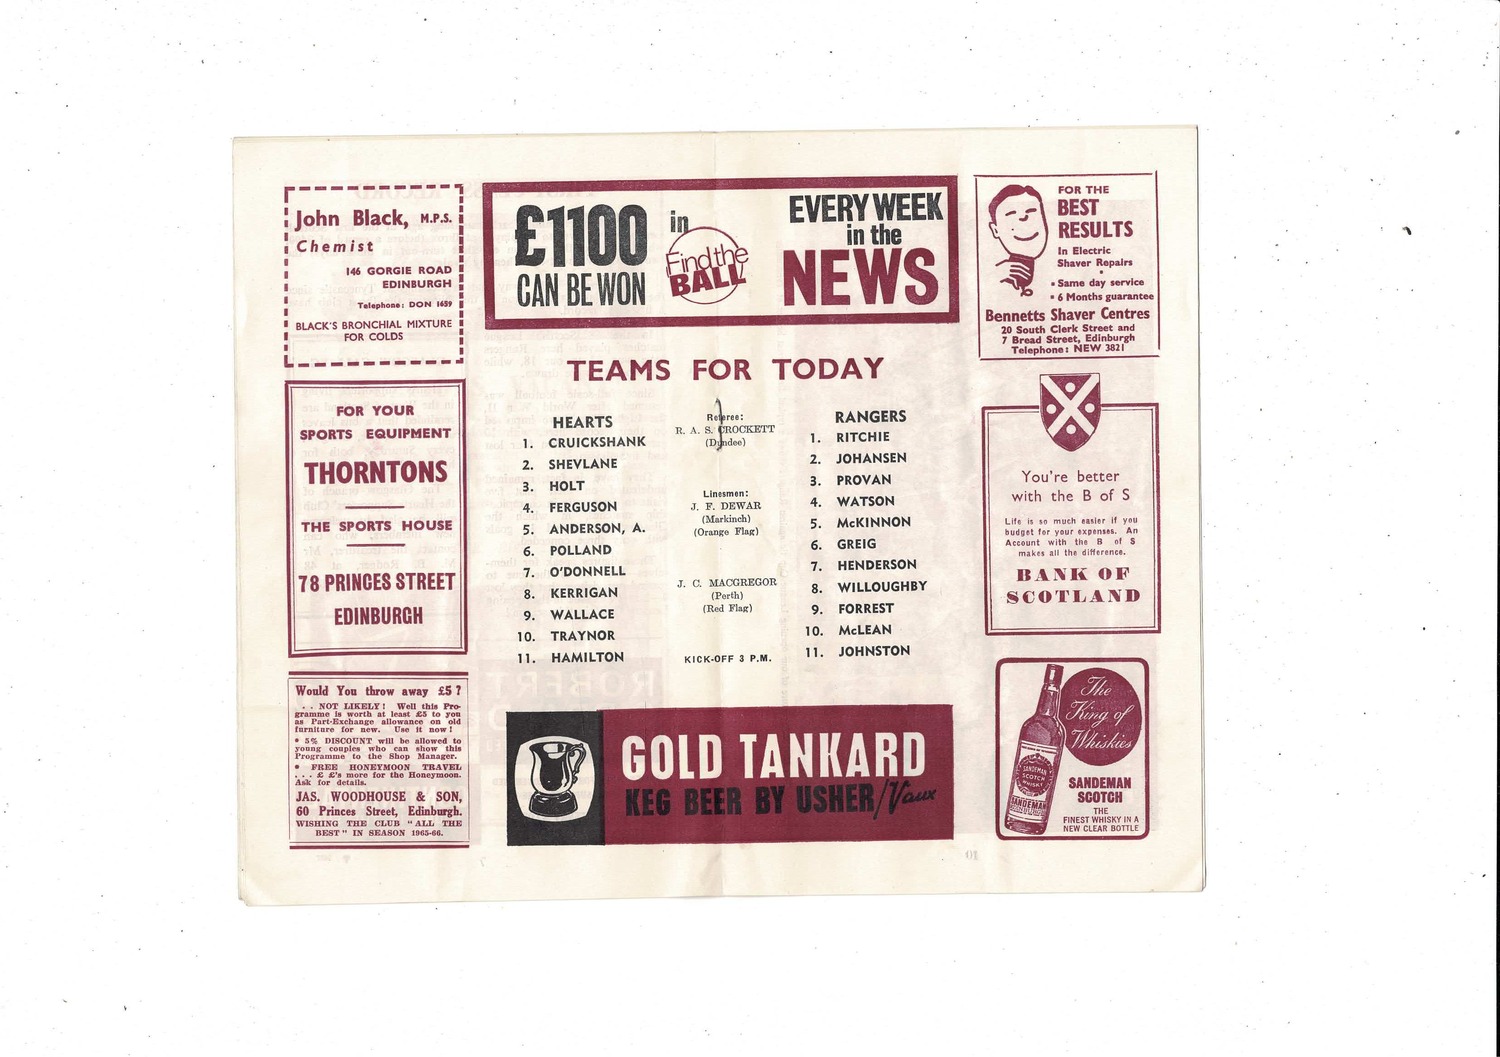 John Black, M.P.S.
Chemist
146 GORGIE ROAD
EDINBURGH
Telephone: DON 1659
BLACK'S BRONCHIAL MIXTURE
FOR COLDS
FOR YOUR
SPORTS EQUIPMENT
THORNTONS
THE SPORTS HOUSE
78 PRINCES STREET
EDINBURGH
Would You throw away £5?
. . NOT LIKELY! Well this Pro-
gramme is worth at least £5 to you
as Part-Exchange allowance on old
furniture for new. Use it now!
• 5% DISCOUNT will be allowed to
young couples who can show this
Programme to the Shop Manager.
• FREE HONEYMOON TRAVEL
. . . £ £'s more for the Honeymoon.
Ask for details.
JAS. WOODHOUSE & SON,
60 Princes Street, Edinburgh.
WISHING THE CLUB "ALL THE
BEST" IN SEASON 1965-66.
£1100
CAN BE WON
in
Find the
BALL
EVERY WEEK
in the
NEWS
TEAMS FOR TODAY
HEARTS
1. CRUICKSHANK
2. SHEVLANE
3. HOLT
4. FERGUSON
5. ANDERSON, A.
6. POLLAND
7. O'DONNELL
8. KERRIGAN
9. WALLACE
10. TRAYNOR
11. HAMILTON
Referee:
R. A. S. CROCKETT
(Dundee)
Linesmen:
J. F. DEWAR
(Markinch)
(Orange Flag)
J. C. MACGREGOR
(Perth)
(Red Flag)
KICK-OFF 3 P.M.
RANGERS
1. RITCHIE
2. JOHANSEN
3. PROVAN
4. WATSON
5. McKINNON
6. GREIG
7. HENDERSON
8. WILLOUGHBY
9. FORREST
10. McLEAN
11. JOHNSTON
GOLD TANKARD
KEG BEER BY USHER/Vaux
FOR THE
BEST
RESULTS
In Electric
Shaver Repairs
•
• Same day service
• 6 Months guarantee
Bennetts Shaver Centres
20 South Clerk Street and
7 Bread Street, Edinburgh
Telephone: NEW 3821
You're better
with the B of S
Life is so much easier if you
budget for your expenses. An
Account with the B of S
makes all the difference.
BANK OF
SCOTLAND
The
King of
Whiskies
SANDEMAN
SCOTCH
WHISKY
SANDEMAN
SANDEMAN
SCOTCH
THE
FINEST WHISKY IN A
NEW CLEAR BOTTLE